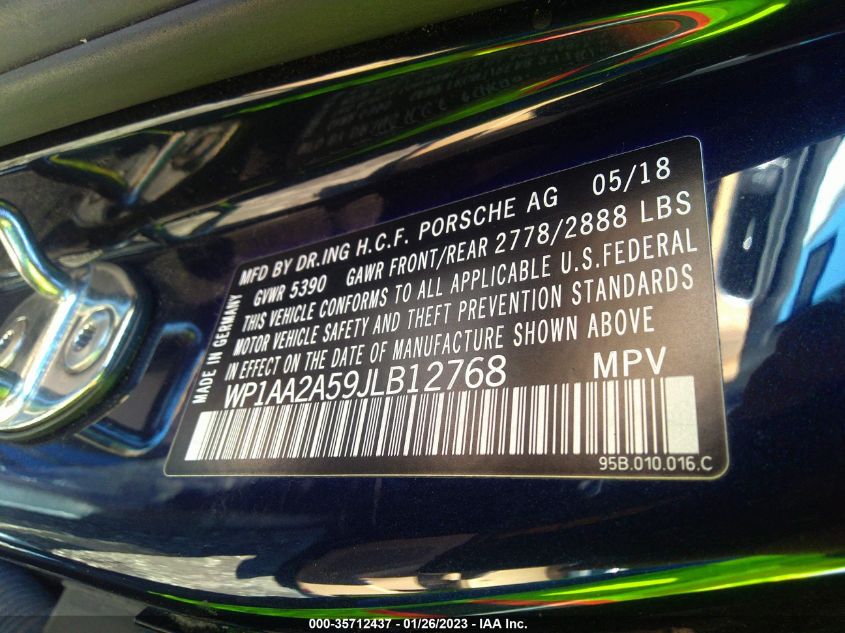 MFD BY DR.ING H.C.F. PORSCHE AG 05/18
GVWR 5390 GAWR FRONT/REAR 2778/2888 LBS
THIS VEHICLE CONFORMS TO ALL APPLICABLE U.S.FEDERAL
MOTOR VEHICLE SAFETY AND THEFT PREVENTION STANDARDS
IN EFFECT ON THE DATE OF MANUFACTURE SHOWN ABOVE
MADE IN GERMANY
WP1AA2A59JLB12768 MPV
95B.010.016.C
000-35712437 - 01/26/2023 - IAA Inc.